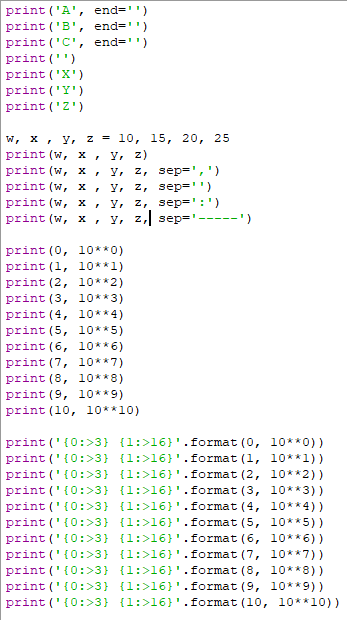 print('A', end='')
print('B', end='')
print('C', end='')
print('')
print('X')
print('Y')
print('Z')

w, x , y, z = 10, 15, 20, 25
print(w, x , y, z)
print(w, x , y, z, sep=',')
print(w, x , y, z, sep='')
print(w, x , y, z, sep=':')
print(w, x , y, z, sep='-----')

print(0, 10**0)
print(1, 10**1)
print(2, 10**2)
print(3, 10**3)
print(4, 10**4)
print(5, 10**5)
print(6, 10**6)
print(7, 10**7)
print(8, 10**8)
print(9, 10**9)
print(10, 10**10)

print('{0:>3} {1:>16}'.format(0, 10**0))
print('{0:>3} {1:>16}'.format(1, 10**1))
print('{0:>3} {1:>16}'.format(2, 10**2))
print('{0:>3} {1:>16}'.format(3, 10**3))
print('{0:>3} {1:>16}'.format(4, 10**4))
print('{0:>3} {1:>16}'.format(5, 10**5))
print('{0:>3} {1:>16}'.format(6, 10**6))
print('{0:>3} {1:>16}'.format(7, 10**7))
print('{0:>3} {1:>16}'.format(8, 10**8))
print('{0:>3} {1:>16}'.format(9, 10**9))
print('{0:>3} {1:>16}'.format(10, 10**10))